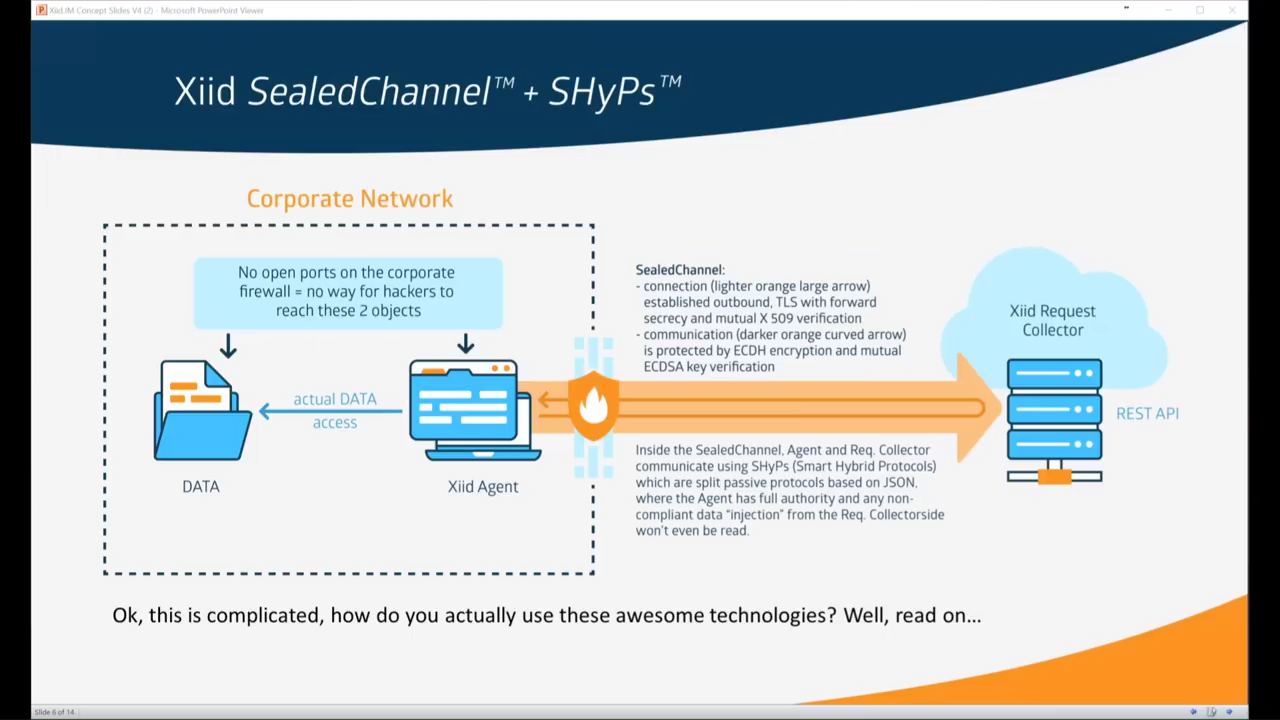 Xiid.IM Concept Slides V4 (2) - Microsoft PowerPoint Viewer
Xiid SealedChannel™ + SHyPs™
Corporate Network
No open ports on the corporate
firewall = no way for hackers to
reach these 2 objects
actual DATA
access
DATA
Xiid Agent
SealedChannel:
- connection (lighter orange large arrow)
established outbound, TLS with forward
secrecy and mutual X 509 verification
- communication (darker orange curved arrow)
is protected by ECDH encryption and mutual
ECDSA key verification
Inside the SealedChannel, Agent and Req. Collector
communicate using SHyPs (Smart Hybrid Protocols)
which are split passive protocols based on JSON,
where the Agent has full authority and any non-
compliant data “injection” from the Req. Collectorside
won't even be read.
Xiid Request
Collector
REST API
Ok, this is complicated, how do you actually use these awesome technologies? Well, read on…
Slide 6 of 14